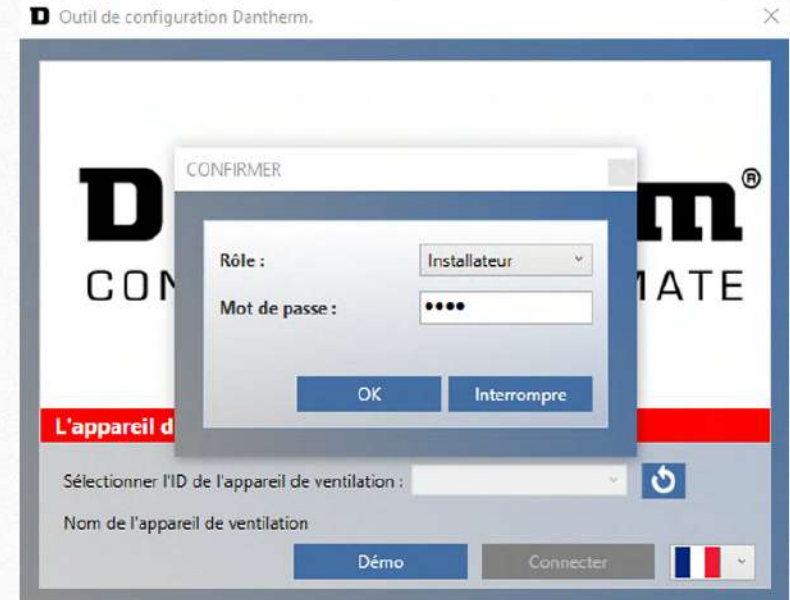 D Outil de configuration Dantherm.
CONFIRMER
D m®
CON MATE
Rôle : Installateur
Mot de passe : ••••
OK Interrompre
L'appareil d
Sélectionner l'ID de l'appareil de ventilation :
Nom de l'appareil de ventilation
Démo Connecter